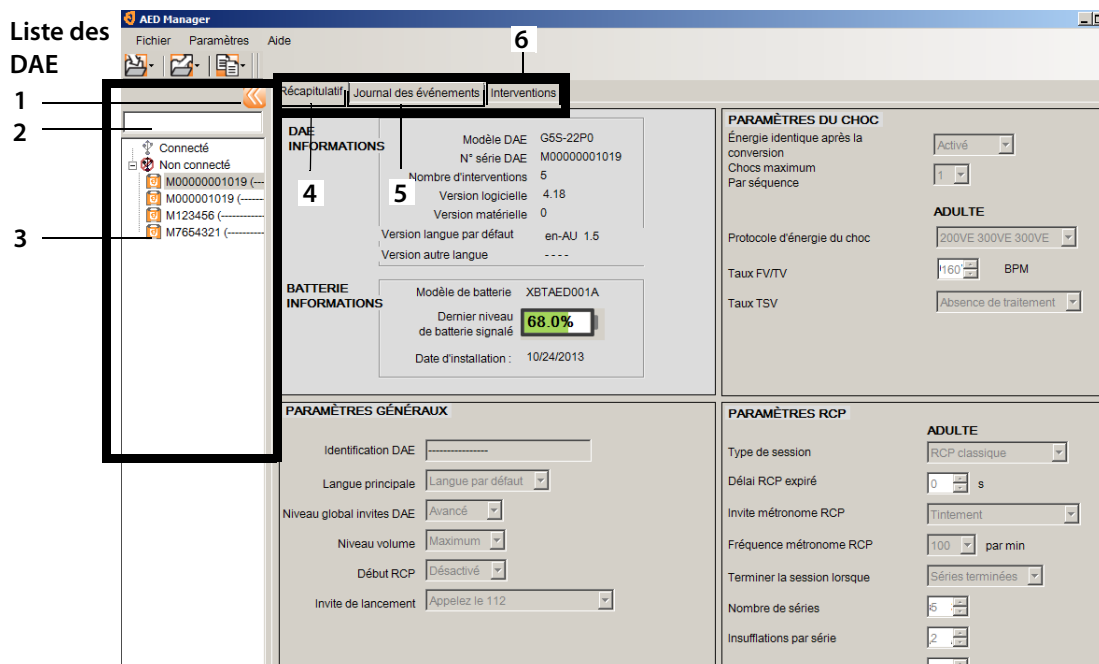 AED Manager
Liste des
DAE
Fichier Paramètres Aide
6
1
2
3
Récapitulatif Journal des événements Interventions
Connecté
Non connecté
M00000001019 (---
M000001019 (------
M123456 (----------
M7654321 (--------
4
5
DAE
INFORMATIONS
Modèle DAE G5S-22P0
N° série DAE M00000001019
Nombre d'interventions 5
Version logicielle 4.18
Version matérielle 0
Version langue par défaut en-AU 1.5
Version autre langue ----
BATTERIE
INFORMATIONS
Modèle de batterie XBTAED001A
Dernier niveau
de batterie signalé
68.0%
Date d'installation : 10/24/2013
PARAMÈTRES DU CHOC
Énergie identique après la
conversion
Activé
Chocs maximum
Par séquence
1
ADULTE
Protocole d'énergie du choc 200VE 300VE 300VE
Taux FV/TV 160 BPM
Taux TSV Absence de traitement
PARAMÈTRES GÉNÉRAUX
Identification DAE ----------------
Langue principale Langue par défaut
Niveau global invites DAE Avancé
Niveau volume Maximum
Début RCP Désactivé
Invite de lancement Appelez le 112
PARAMÈTRES RCP
ADULTE
Type de session RCP classique
Délai RCP expiré 0 s
Invite métronome RCP Tintement
Fréquence métronome RCP 100 par min
Terminer la session lorsque Séries terminées
Nombre de séries 5
Insufflations par série 2